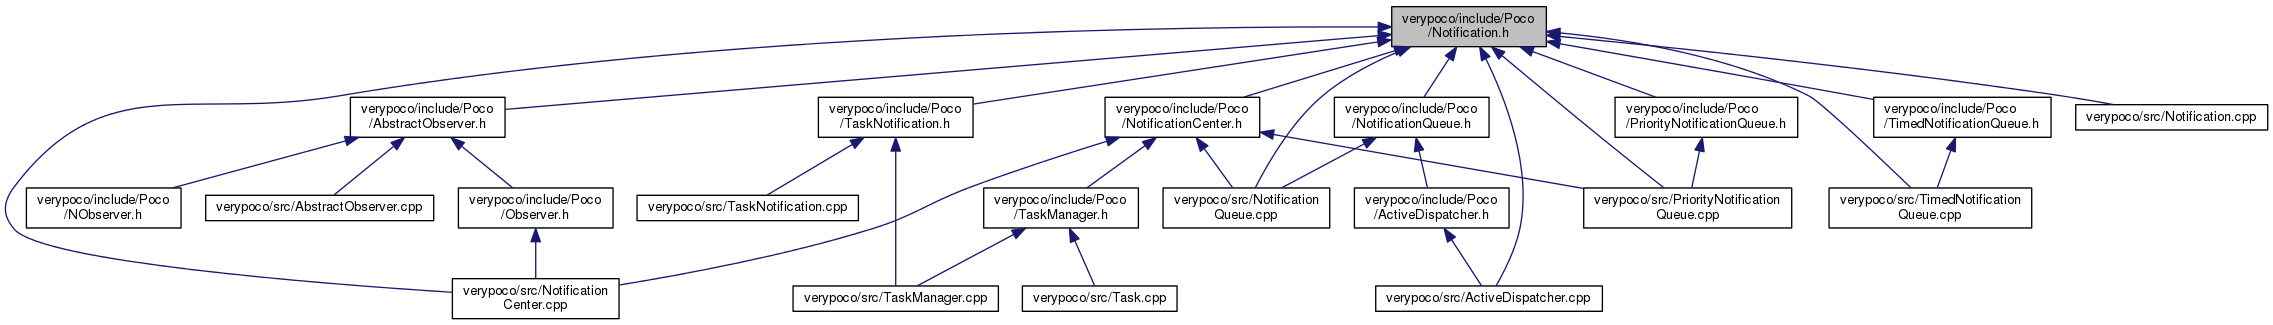 verypoco/include/Poco
/Notification.h
verypoco/include/Poco
/AbstractObserver.h
verypoco/include/Poco
/TaskNotification.h
verypoco/include/Poco
/NotificationCenter.h
verypoco/include/Poco
/NotificationQueue.h
verypoco/include/Poco
/PriorityNotificationQueue.h
verypoco/include/Poco
/TimedNotificationQueue.h
verypoco/src/Notification.cpp
verypoco/include/Poco
/NObserver.h
verypoco/src/AbstractObserver.cpp
verypoco/include/Poco
/Observer.h
verypoco/src/TaskNotification.cpp
verypoco/include/Poco
/TaskManager.h
verypoco/src/Notification
Queue.cpp
verypoco/include/Poco
/ActiveDispatcher.h
verypoco/src/PriorityNotification
Queue.cpp
verypoco/src/TimedNotification
Queue.cpp
verypoco/src/Notification
Center.cpp
verypoco/src/TaskManager.cpp
verypoco/src/Task.cpp
verypoco/src/ActiveDispatcher.cpp